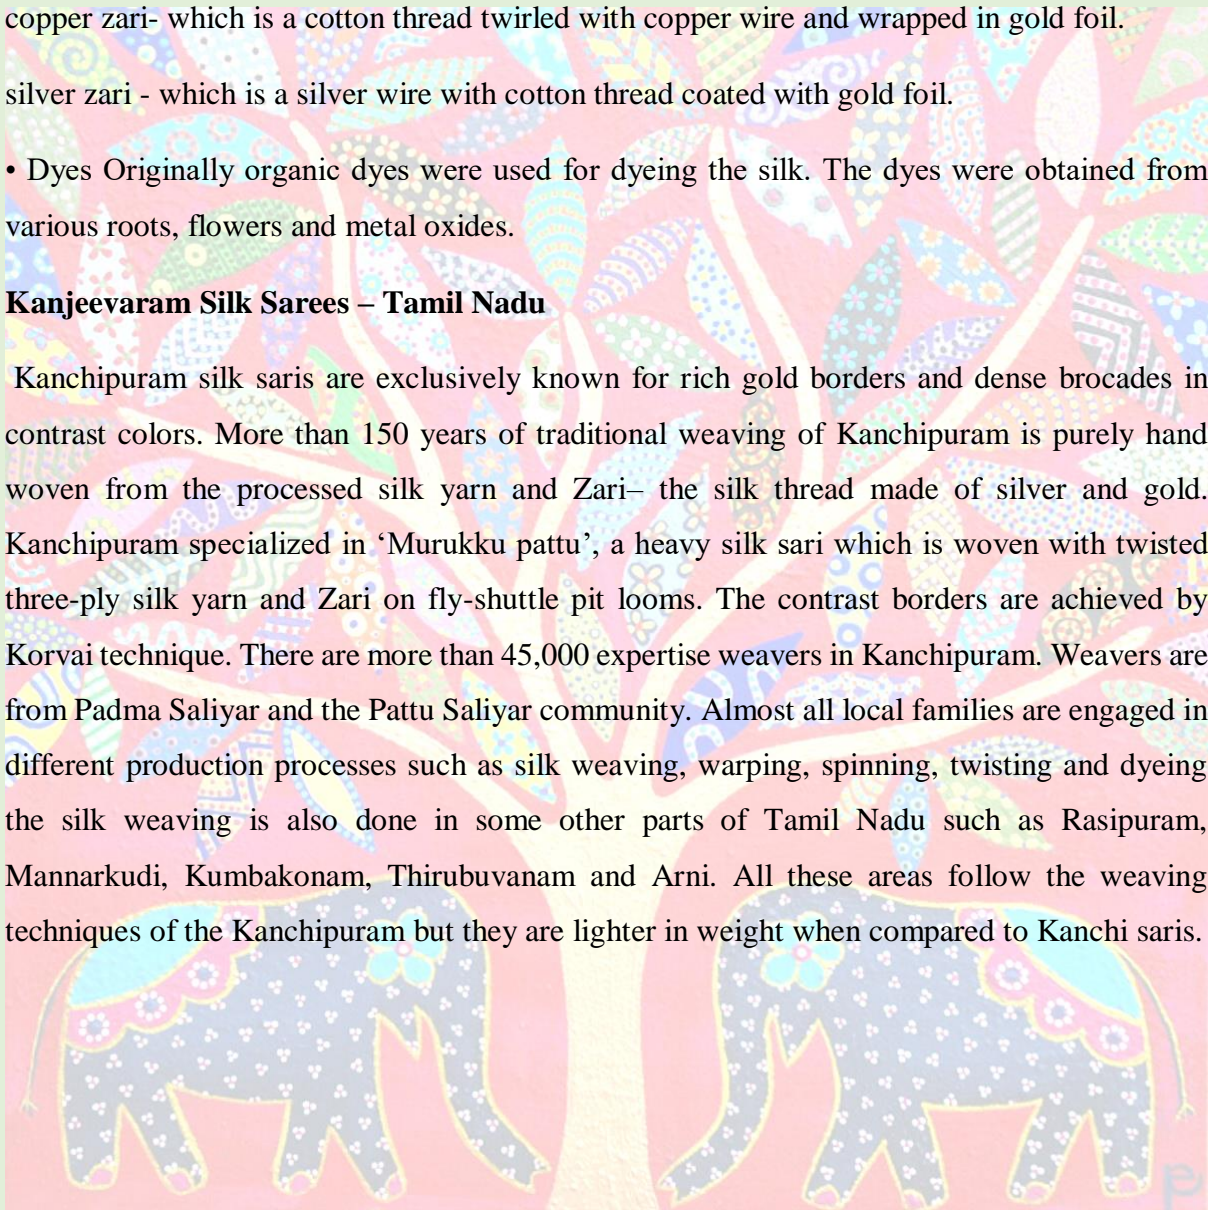 copper zari- which is a cotton thread twirled with copper wire and wrapped in gold foil.
silver zari - which is a silver wire with cotton thread coated with gold foil.
• Dyes Originally organic dyes were used for dyeing the silk. The dyes were obtained from
various roots, flowers and metal oxides.
Kanjeevaram Silk Sarees – Tamil Nadu
Kanchipuram silk saris are exclusively known for rich gold borders and dense brocades in
contrast colors. More than 150 years of traditional weaving of Kanchipuram is purely hand
woven from the processed silk yarn and Zari– the silk thread made of silver and gold.
Kanchipuram specialized in ‘Murukku pattu’, a heavy silk sari which is woven with twisted
three-ply silk yarn and Zari on fly-shuttle pit looms. The contrast borders are achieved by
Korvai technique. There are more than 45,000 expertise weavers in Kanchipuram. Weavers are
from Padma Saliyar and the Pattu Saliyar community. Almost all local families are engaged in
different production processes such as silk weaving, warping, spinning, twisting and dyeing
the silk weaving is also done in some other parts of Tamil Nadu such as Rasipuram,
Mannarkudi, Kumbakonam, Thirubuvanam and Arni. All these areas follow the weaving
techniques of the Kanchipuram but they are lighter in weight when compared to Kanchi saris.